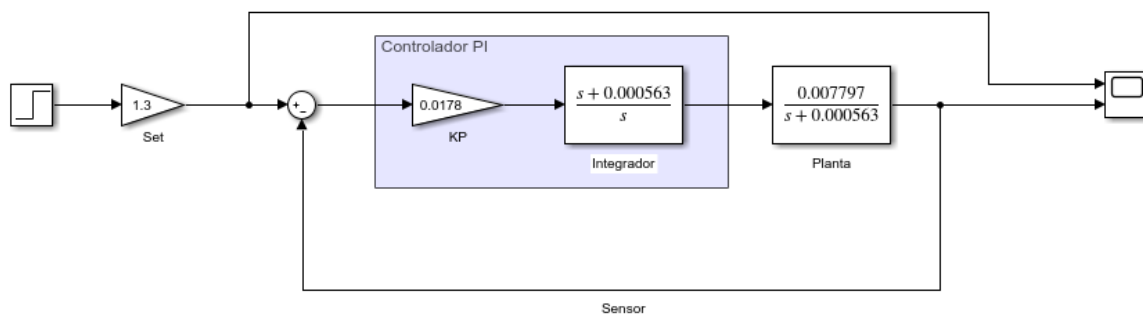 Controlador PI
1.3
Set
+
-
0.0178
KP
s + 0.000563
s
Integrador
0.007797
s + 0.000563
Planta
Sensor